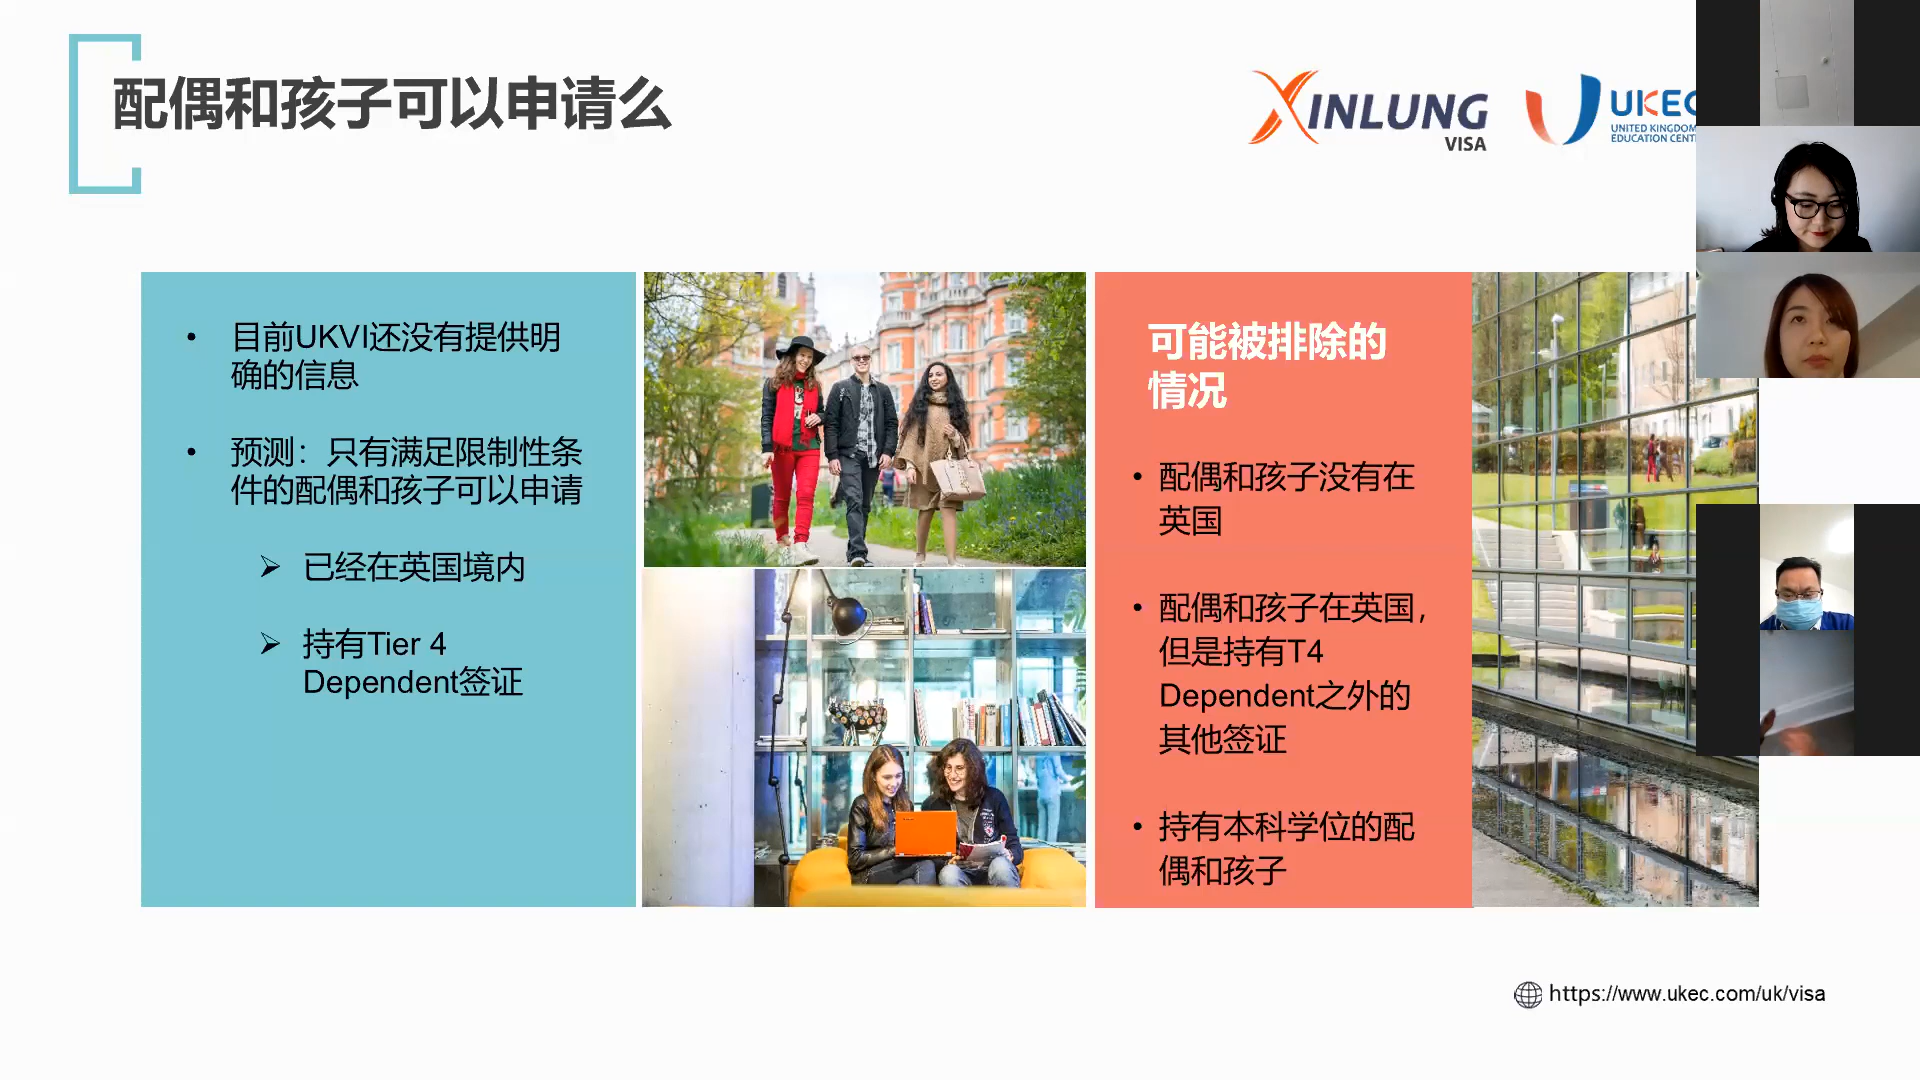 配偶和孩子可以申请么
XINLUNG
VISA
UKEC
UNITED KINGDOM
EDUCATION CENT
• 目前UKVI还没有提供明
确的信息
• 预测：只有满足限制性条
件的配偶和孩子可以申请
➢ 已经在英国境内
➢ 持有Tier 4
Dependent签证
可能被排除的
情况
• 配偶和孩子没有在
英国
• 配偶和孩子在英国，
但是持有T4
Dependent之外的
其他签证
• 持有本科学位的配
偶和孩子
https://www.ukec.com/uk/visa